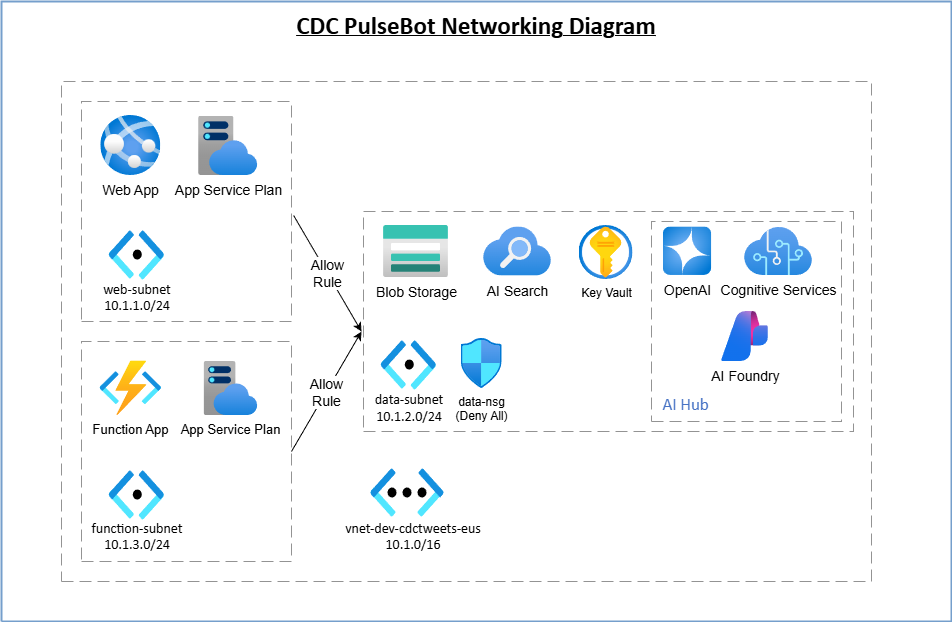 CDC PulseBot Networking Diagram
Web App
App Service Plan
web-subnet
10.1.1.0/24
Allow
Rule
Blob Storage
AI Search
Key Vault
OpenAI
Cognitive Services
AI Foundry
AI Hub
data-subnet
10.1.2.0/24
data-nsg
(Deny All)
Allow
Rule
Function App
App Service Plan
function-subnet
10.1.3.0/24
vnet-dev-cdctweets-eus
10.1.0/16